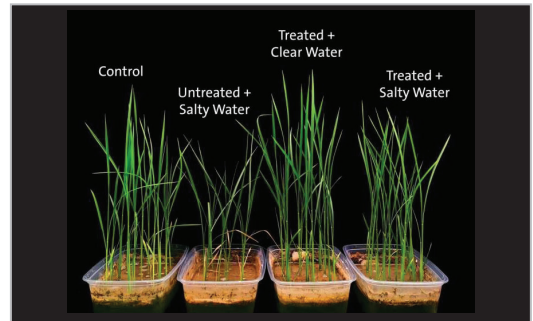 Control
Untreated +
Salty Water
Treated +
Clear Water
Treated +
Salty Water